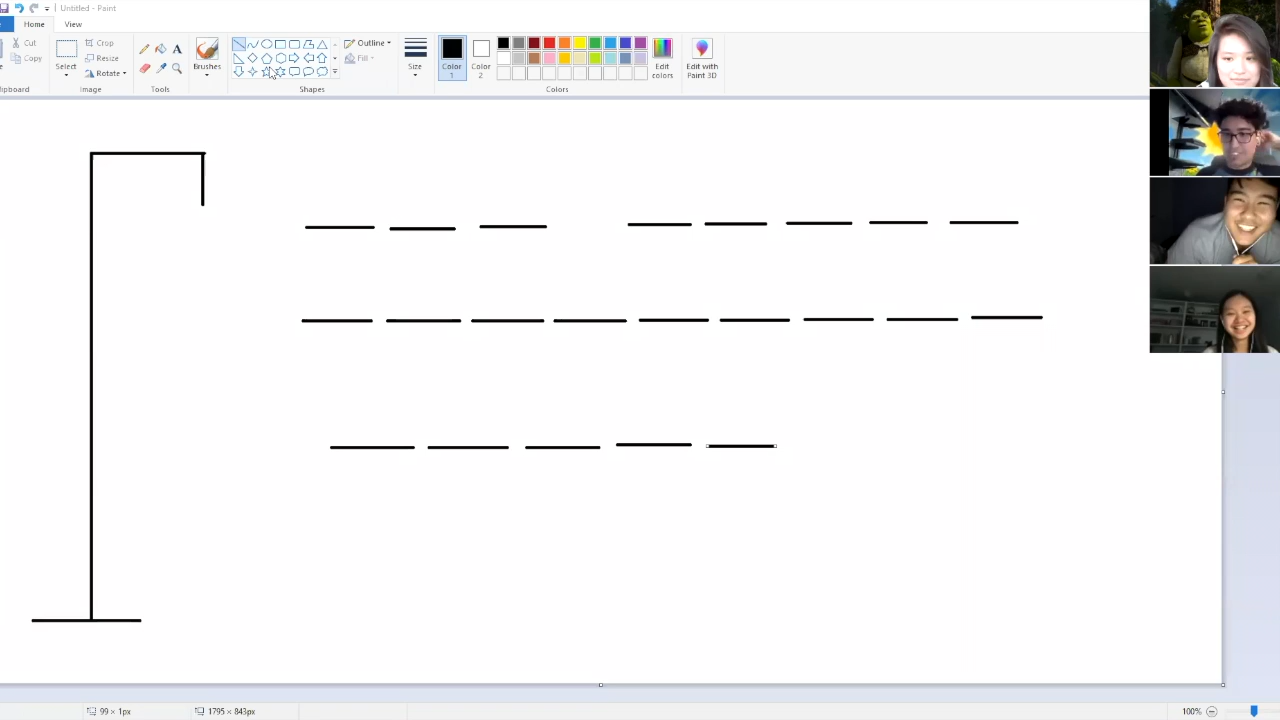 Untitled - Paint
Home View
Cut
Copy
lipboard
Select
Crop
Resize
Rotate
Image
Tools
Brushes
Outline
Fill
Shapes
Size
Color
1
Color
2
Edit
colors
Edit with
Paint 3D
Colors
99 × 1px
1795 × 843px
100%